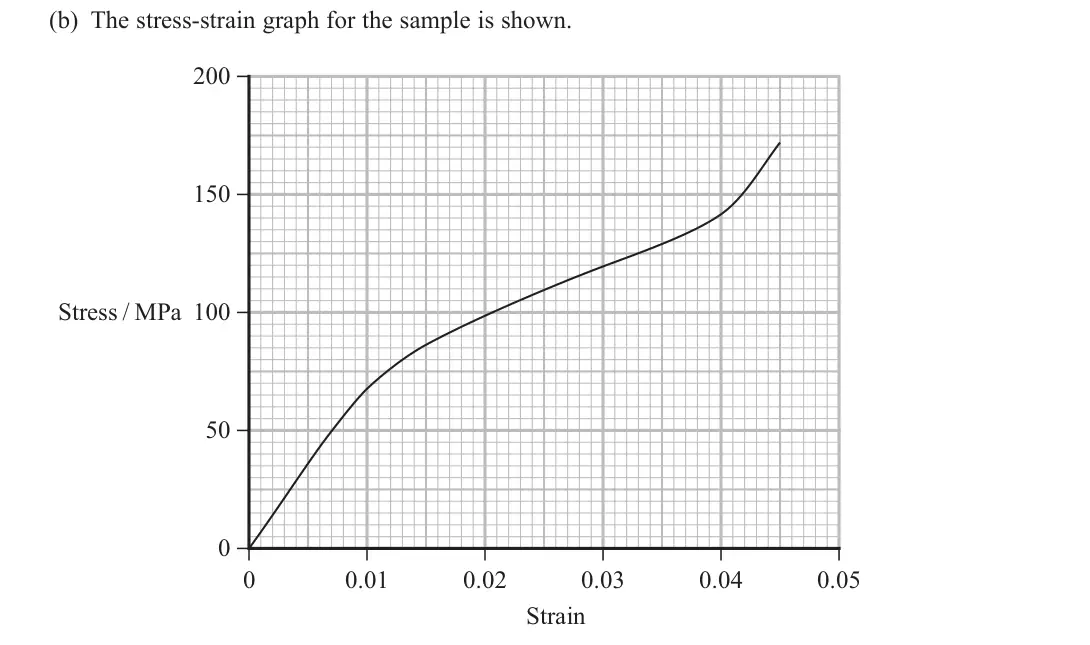 (b) The stress-strain graph for the sample is shown.
200
150
Stress / MPa 100
50
0
0 0.01 0.02 0.03 0.04 0.05
Strain